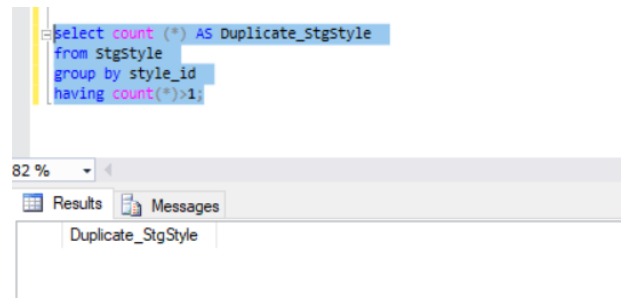 select count (*) AS Duplicate_StgStyle
from StgStyle
group by style_id
having count(*)>1;
82 %
Results Messages
Duplicate_StgStyle